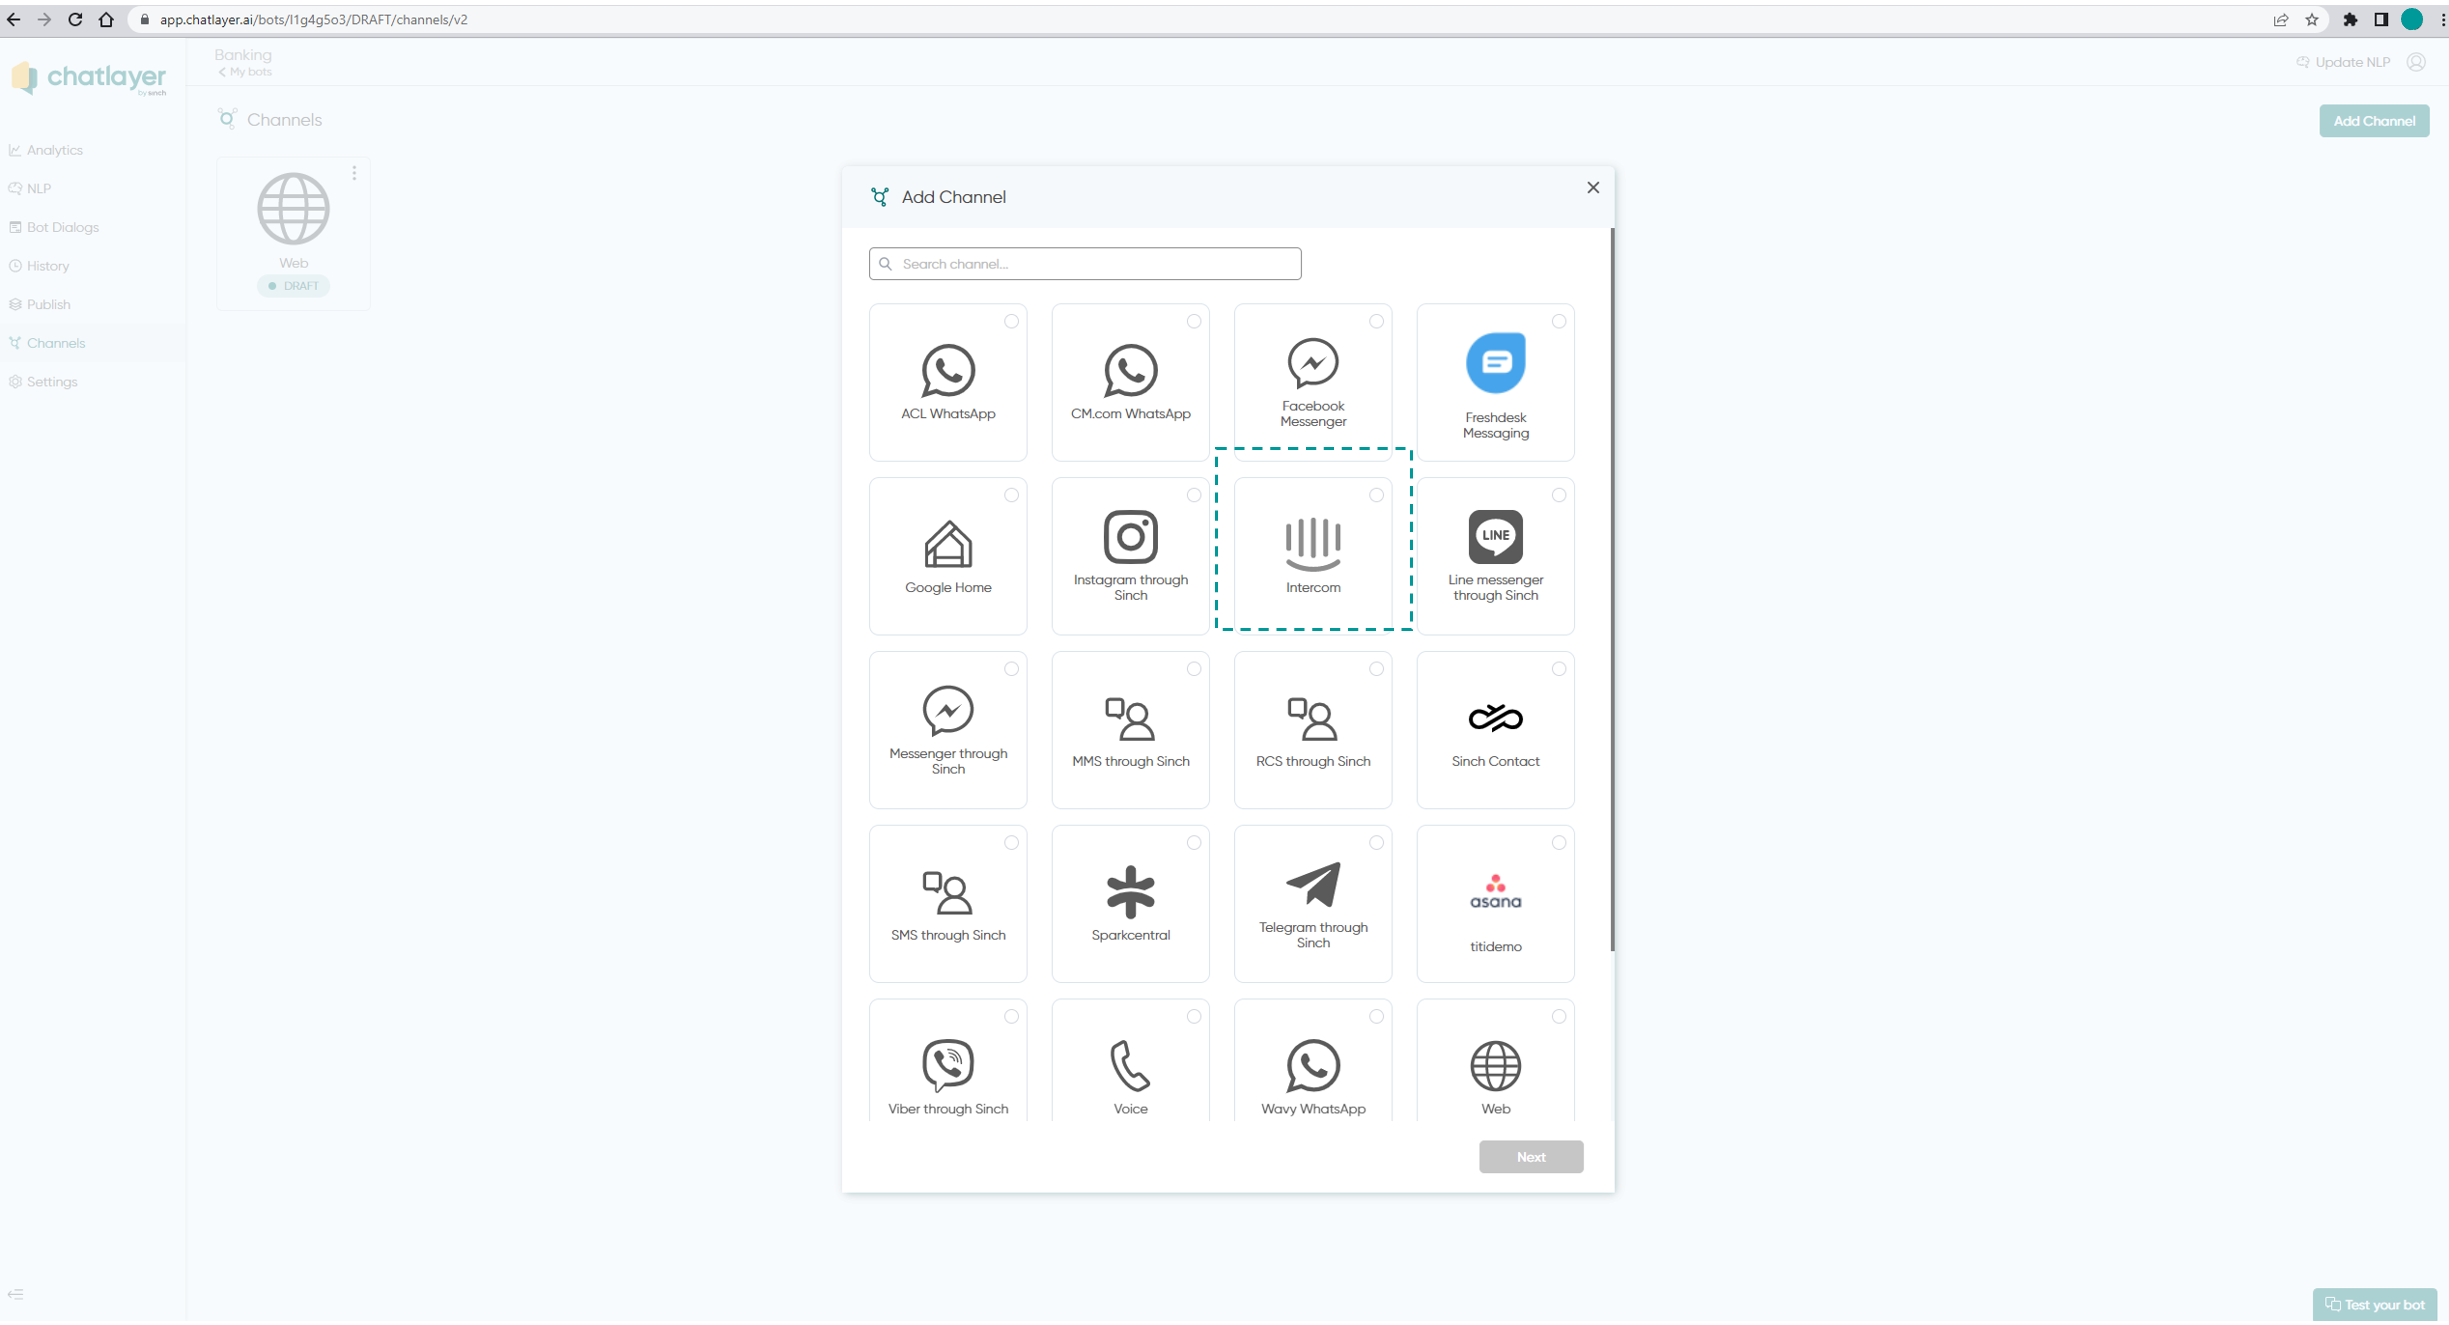 app.chatlayer.ai/bots/l1g4g5o3/DRAFT/channels/v2
chatlayer
by sinch
Banking
My bots
Update NLP
Channels
Add Channel
Analytics
NLP
Bot Dialogs
History
Publish
Channels
Settings
Web
DRAFT
Add Channel
Search channel...
ACL WhatsApp
CM.com WhatsApp
Facebook
Messenger
Freshdesk
Messaging
Google Home
Instagram through
Sinch
Intercom
LINE
Line messenger
through Sinch
Messenger through
Sinch
MMS through Sinch
RCS through Sinch
Sinch Contact
SMS through Sinch
Sparkcentral
Telegram through
Sinch
asana
titidemo
Viber through Sinch
Voice
Wavy WhatsApp
Web
Next
Test your bot